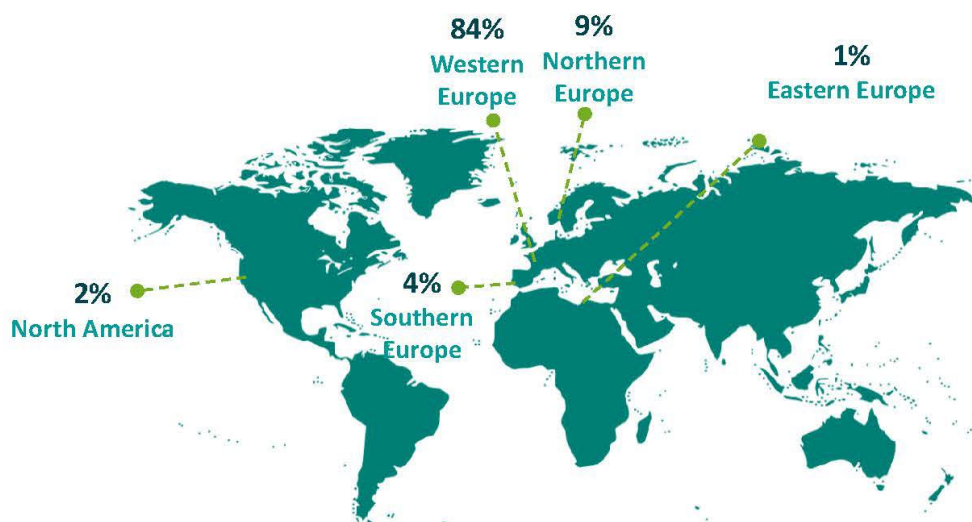 84%
Western
Europe
9%
Northern
Europe
1%
Eastern Europe
2%
North America
4%
Southern
Europe